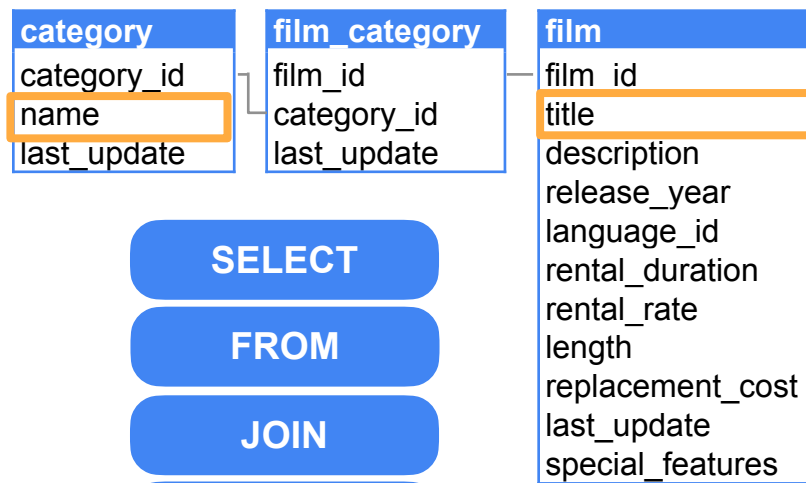 category
category_id
name
last_update
film_category
film_id
category_id
last_update
film
film_id
title
description
release_year
language_id
rental_duration
rental_rate
length
replacement_cost
last_update
special_features
SELECT
FROM
JOIN